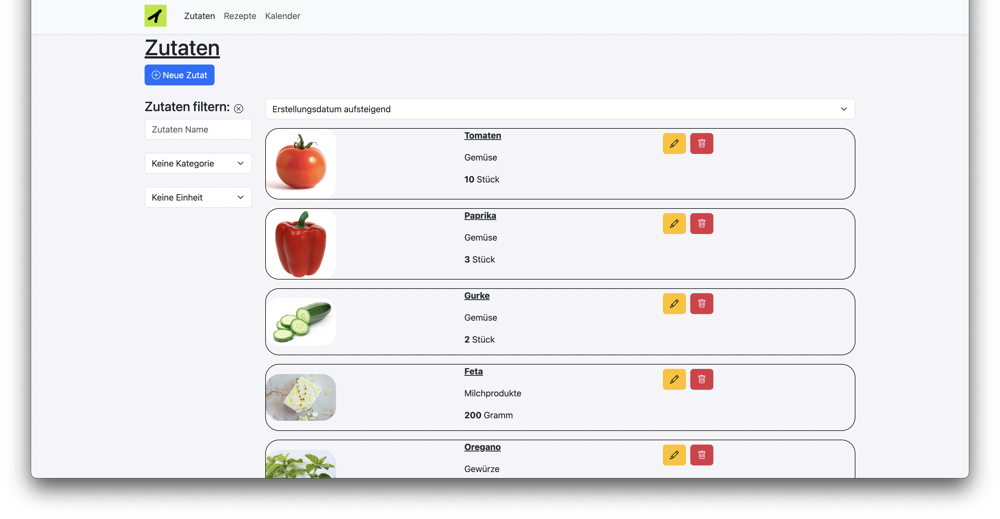 Zutaten Rezepte Kalender
Zutaten
Neue Zutat
Zutaten filtern:
Zutaten Name
Keine Kategorie
Keine Einheit
Erstellungsdatum aufsteigend
Tomaten
Gemüse
10 Stück
Paprika
Gemüse
3 Stück
Gurke
Gemüse
2 Stück
Feta
Milchprodukte
200 Gramm
Oregano
Gewürze